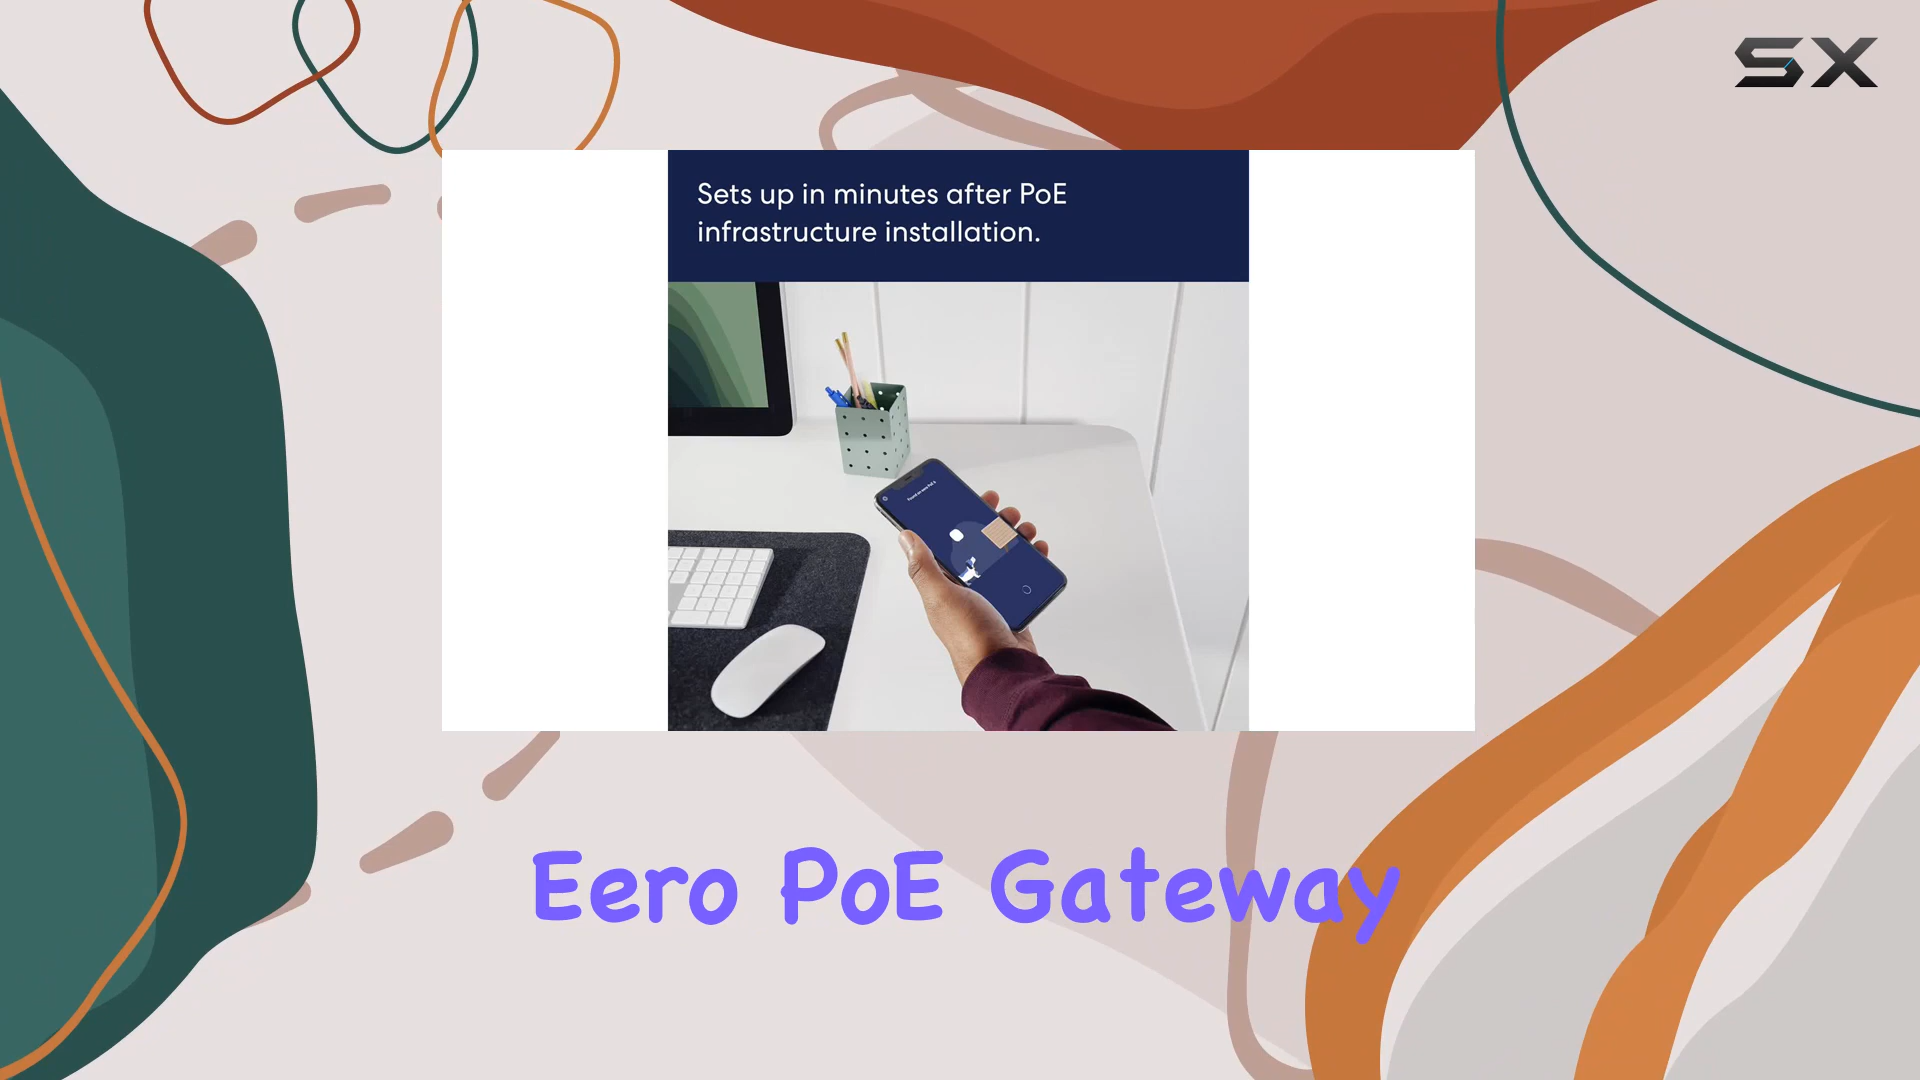 SX
Sets up in minutes after PoE
infrastructure installation.
Eero PoE Gateway